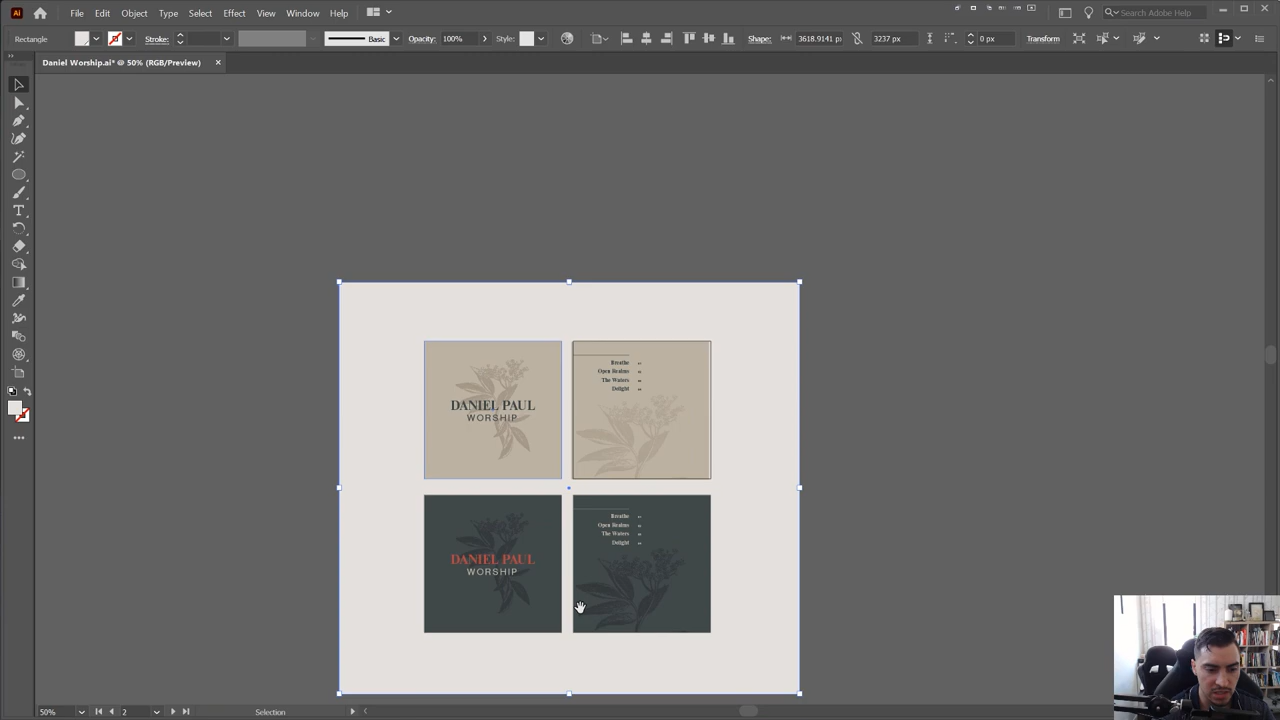 Ai File Edit Object Type Select Effect View Window Help Search Adobe Help
Rectangle Stroke: Basic Opacity: 100% Style: Shape: 3618.9141 px 3237 px 0 px Transform
Daniel Worship.ai* @ 50% (RGB/Preview) ×
DANIEL PAUL
WORSHIP
Breathe
Open Realms
The Waters
Delight
DANIEL PAUL
WORSHIP
Breathe
Open Realms
The Waters
Delight
50% 2 Selection